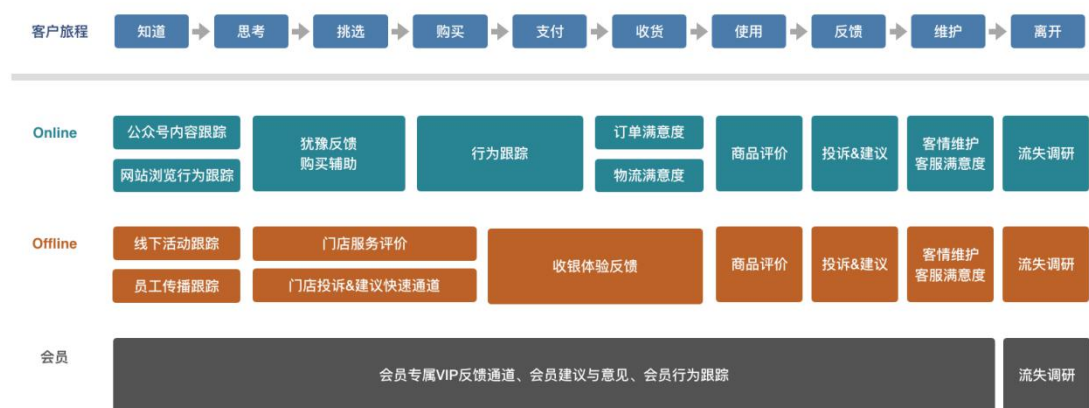 客户旅程 知道 思考 挑选 购买 支付 收货 使用 反馈 维护 离开
Online
公众号内容跟踪
网站浏览行为跟踪
犹豫反馈
购买辅助
行为跟踪
订单满意度
物流满意度
商品评价
投诉&建议
客情维护
客服满意度
流失调研
Offline
线下活动跟踪
员工传播跟踪
门店服务评价
门店投诉&建议快速通道
收银体验反馈
商品评价
投诉&建议
客情维护
客服满意度
流失调研
会员
会员专属VIP反馈通道、会员建议与意见、会员行为跟踪
流失调研